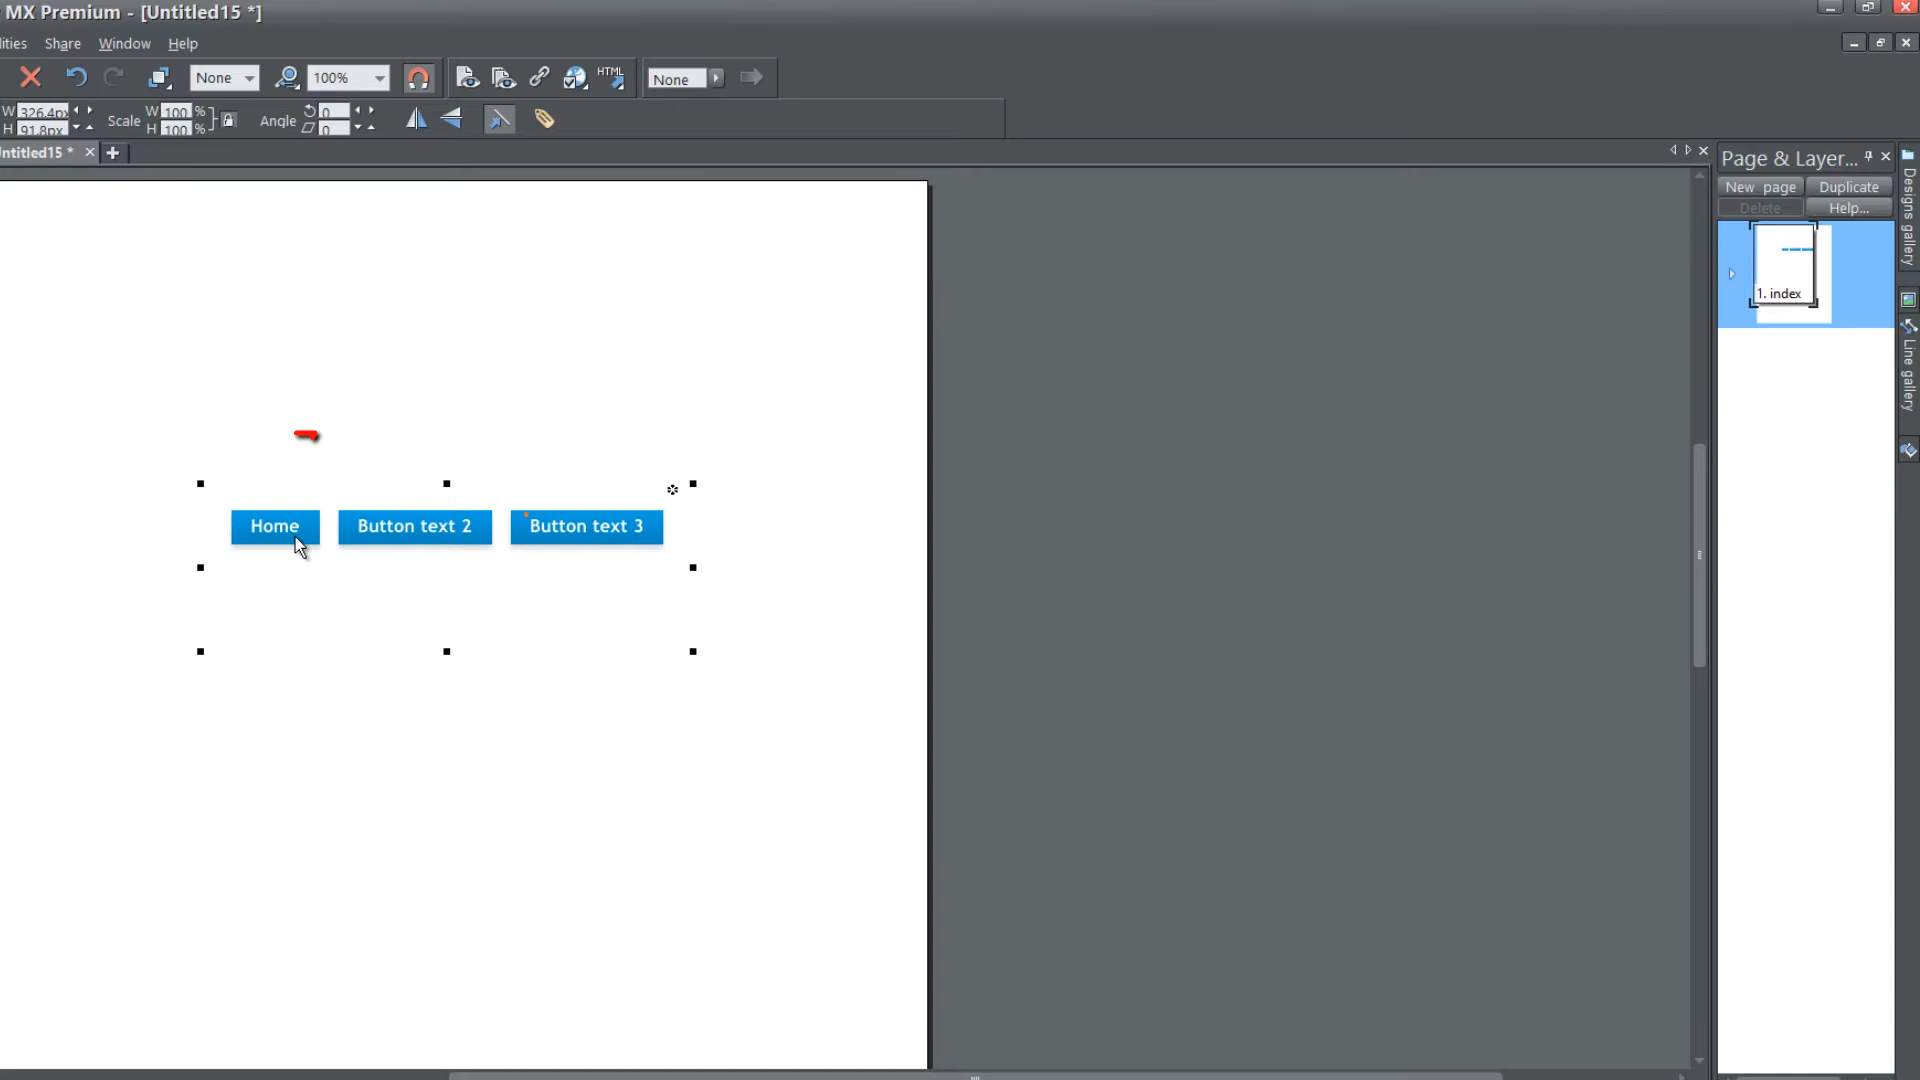 MX Premium - [Untitled15 *]
lities Share Window Help
None 100% HTML None
W 326.4px Scale W 100 % Angle 0
H 91.8px H 100 % 0
Untitled15 *
Page & Layer...
New page Duplicate
Delete Help...
1. index
Designs gallery
Line gallery
Home Button text 2 Button text 3